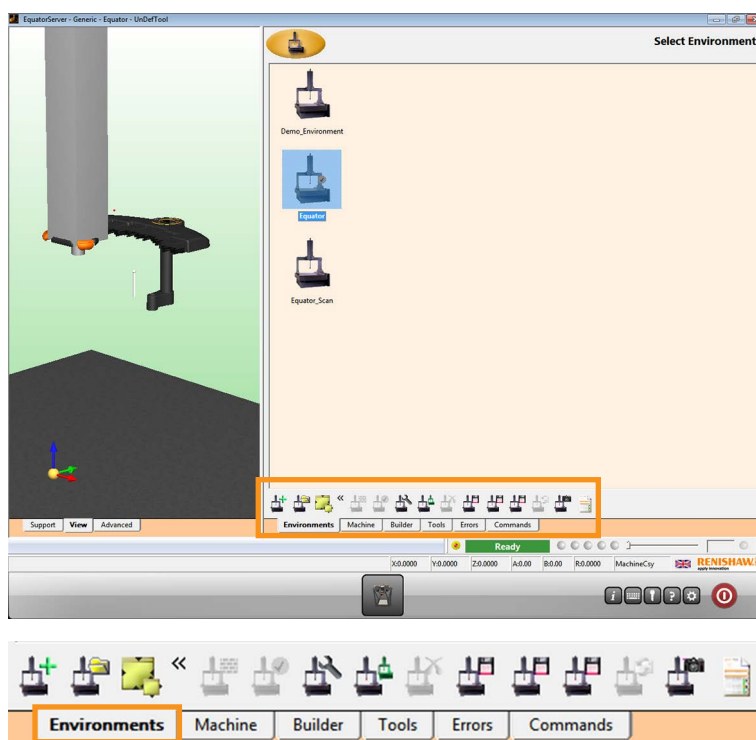 EquatorServer - Generic - Equator - UnDefTool
Select Environment
Demo_Environment
Equator
Equator_Scan
Support View Advanced
Environments Machine Builder Tools Errors Commands
Ready
X:0.0000 Y:0.0000 Z:0.0000 A:0.00 B:0.00 R:0.0000 MachineCsy RENISHAW
apply innovation
Environments Machine Builder Tools Errors Commands